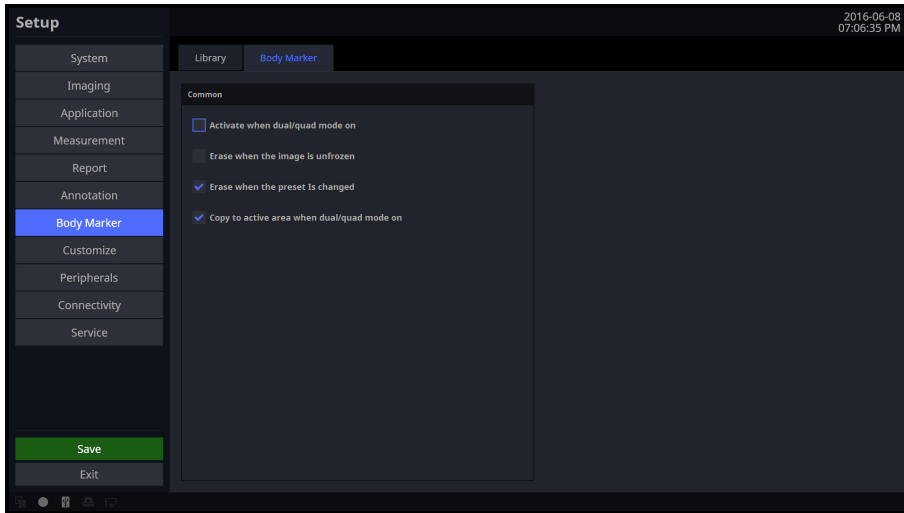 Setup
2016-06-08
07:06:35 PM
System
Imaging
Application
Measurement
Report
Annotation
Body Marker
Customize
Peripherals
Connectivity
Service
Save
Exit
Library
Body Marker
Common
Activate when dual/quad mode on
Erase when the image is unfrozen
Erase when the preset Is changed
Copy to active area when dual/quad mode on